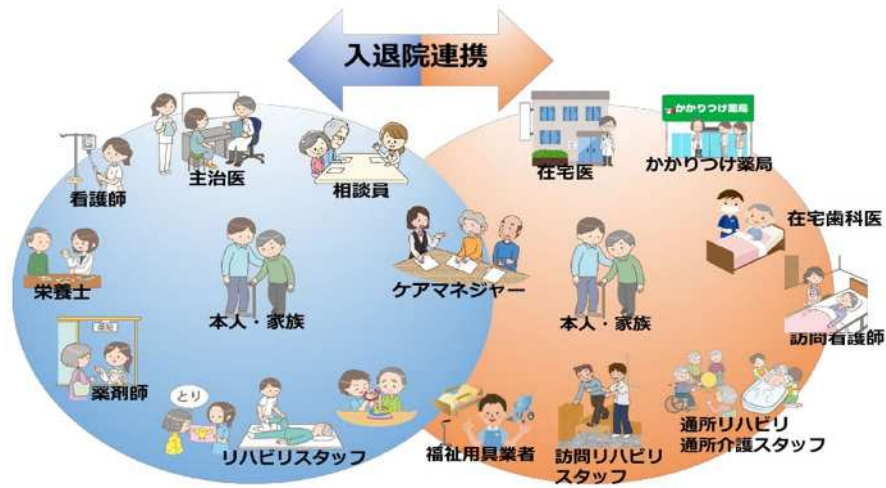 入退院連携
かかりつけ薬局
主治医
相談員
看護師
在宅医
かかりつけ薬局
在宅歯科医
栄養士
ケアマネジャー
本人・家族
本人・家族
訪問看護師
薬剤師
とり
リハビリスタッフ
福祉用具業者
訪問リハビリ
スタッフ
通所リハビリ
通所介護スタッフ